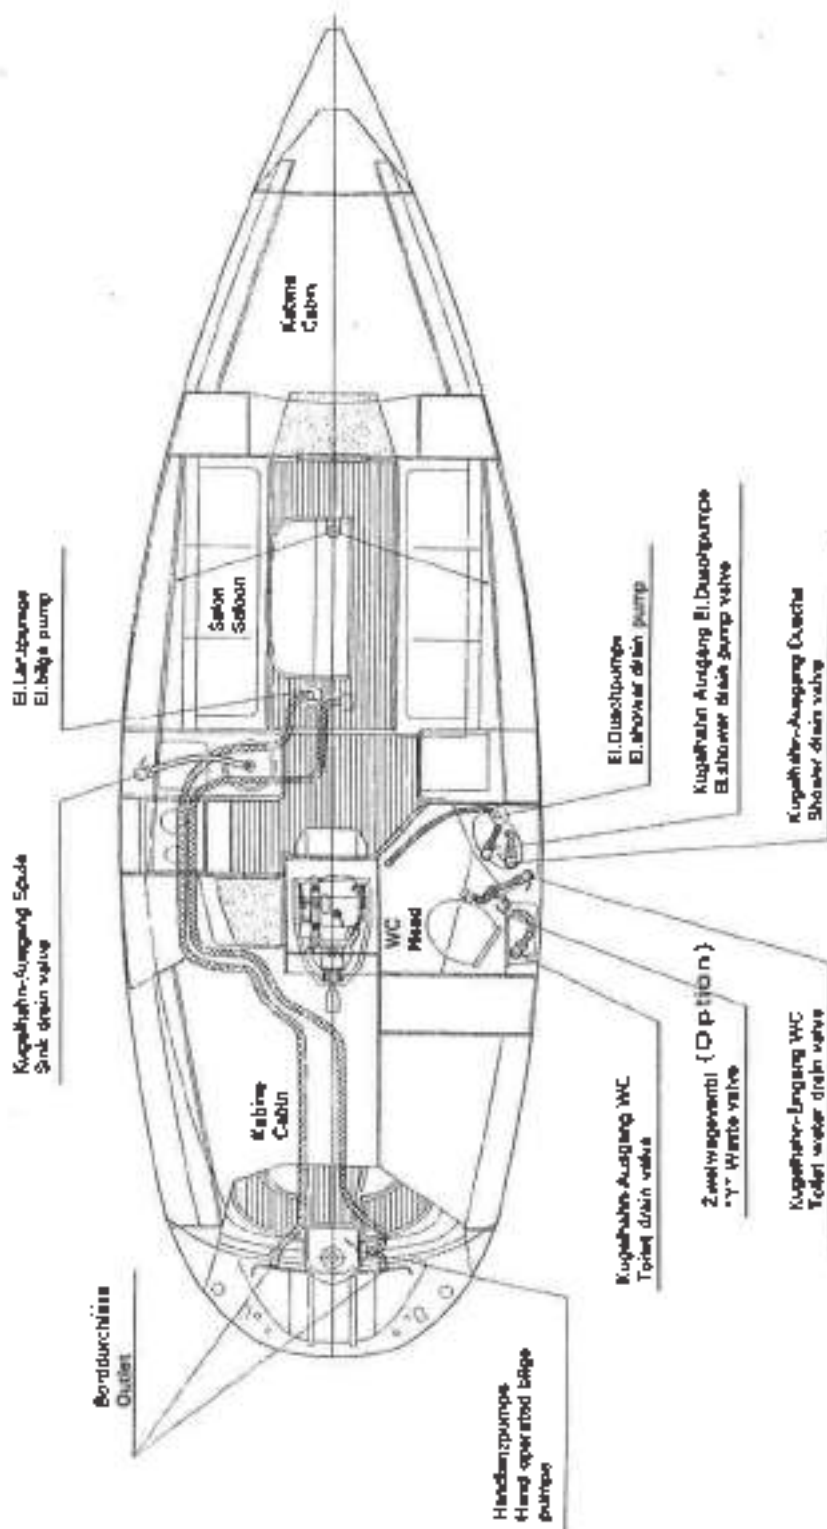 Kabine
Cabin
Salon
Saloon
El.Lenzpumpe
El.bilge pump
Kugelhahn-Ausgang Spüle
Sink drain valve
WC
Head
Kabine
Cabin
Borddurchlass
Outlet
Handlenzpumpe
Hand operated bilge
pumpe
El.Duschpumpe
El.shower drain pump
Kugelhahn Ausgang El.Duschpumpe
El.shower drain pump valve
Kugelhahn-Ausgang Dusche
Shower drain valve
Kugelhahn-Ausgang WC
Toilet drain valve
Zweiwegeventil (Option)
"Y" Waste valve
Kugelhahn-Eingang WC
Toilet water drain valve